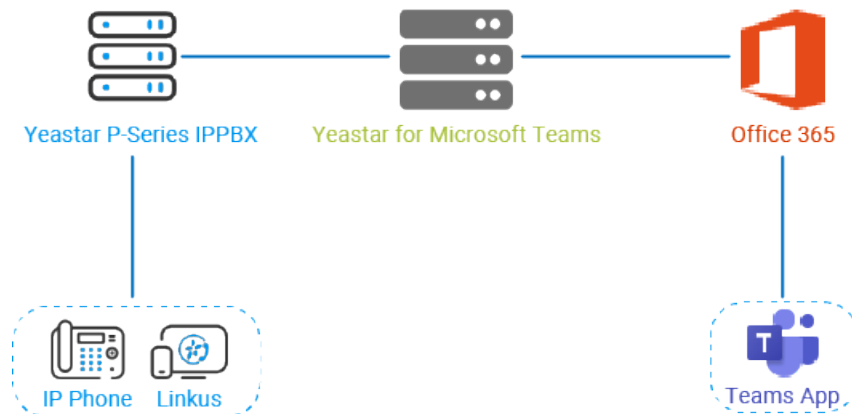 Yeastar P-Series IPPBX
Yeastar for Microsoft Teams
Office 365
IP Phone
Linkus
T
Teams App